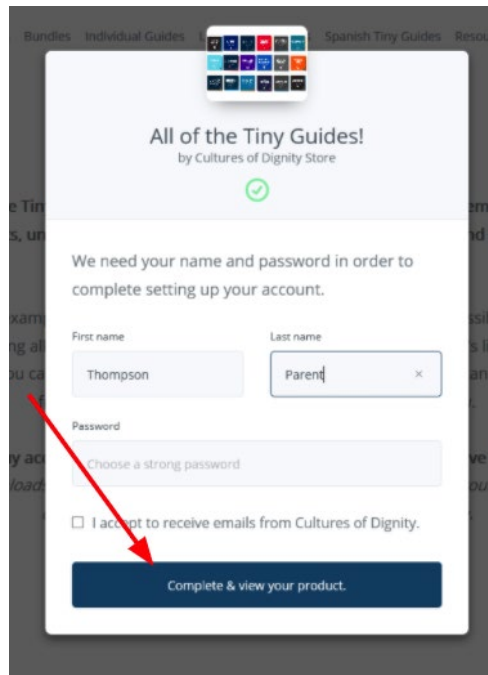 Bundles Individual Guides Spanish Tiny Guides
All of the Tiny Guides!
by Cultures of Dignity Store
We need your name and password in order to
complete setting up your account.
First name Last name
Thompson Parent ×
Password
Choose a strong password
I accept to receive emails from Cultures of Dignity.
Complete & view your product.